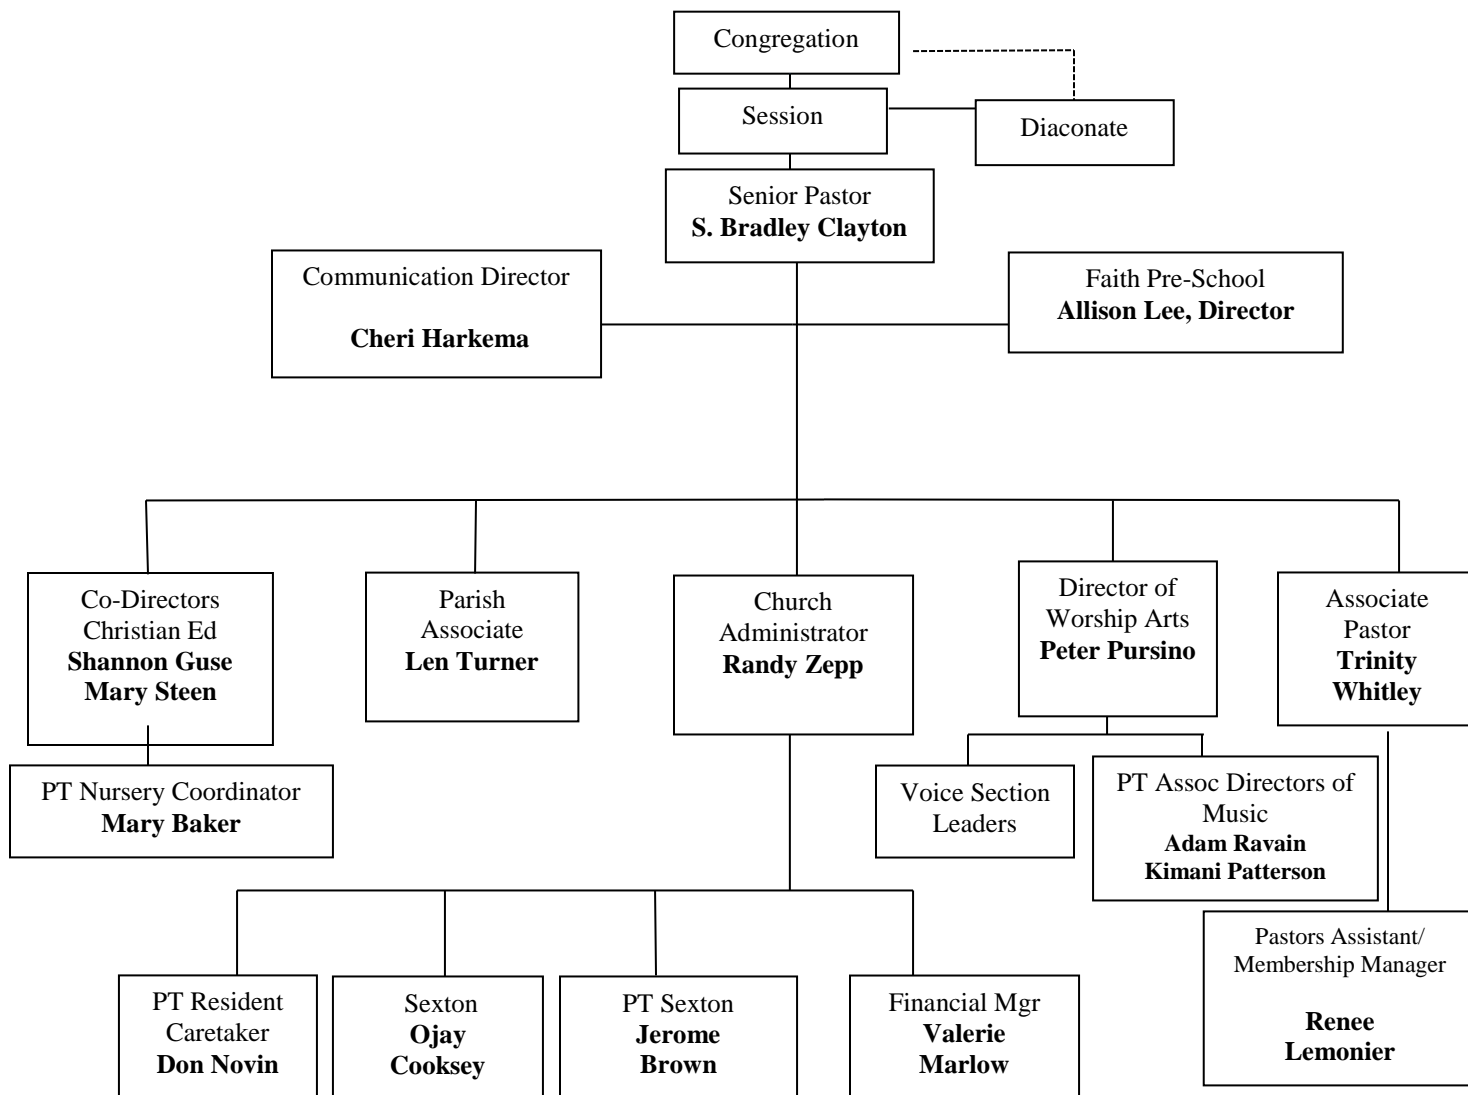 Congregation
Session
Diaconate
Senior Pastor
S. Bradley Clayton
Communication Director
Cheri Harkema
Faith Pre-School
Allison Lee, Director
Co-Directors
Christian Ed
Shannon Guse
Mary Steen
Parish
Associate
Len Turner
Church
Administrator
Randy Zepp
Director of
Worship Arts
Peter Pursino
Associate
Pastor
Trinity
Whitley
PT Nursery Coordinator
Mary Baker
Voice Section
Leaders
PT Assoc Directors of
Music
Adam Ravain
Kimani Patterson
Pastors Assistant/
Membership Manager
Renee
Lemonier
PT Resident
Caretaker
Don Novin
Sexton
Ojay
Cooksey
PT Sexton
Jerome
Brown
Financial Mgr
Valerie
Marlow